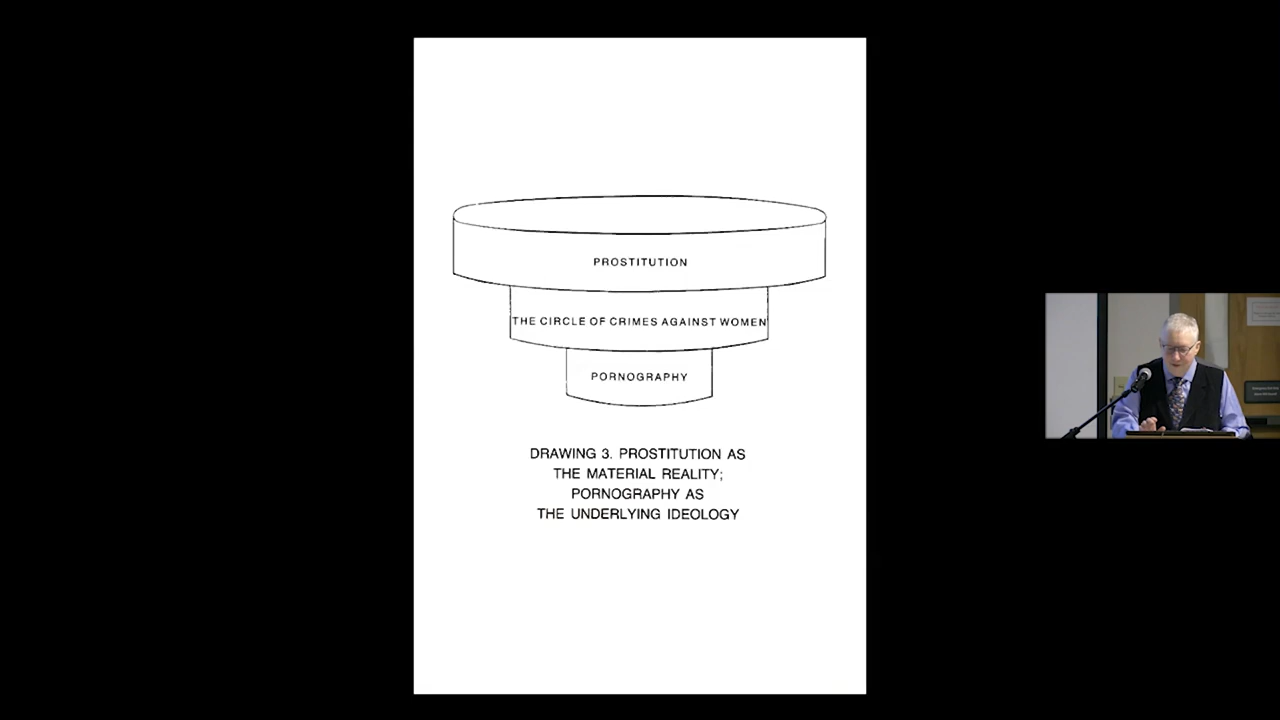 PROSTITUTION
THE CIRCLE OF CRIMES AGAINST WOMEN
PORNOGRAPHY
DRAWING 3. PROSTITUTION AS
THE MATERIAL REALITY;
PORNOGRAPHY AS
THE UNDERLYING IDEOLOGY